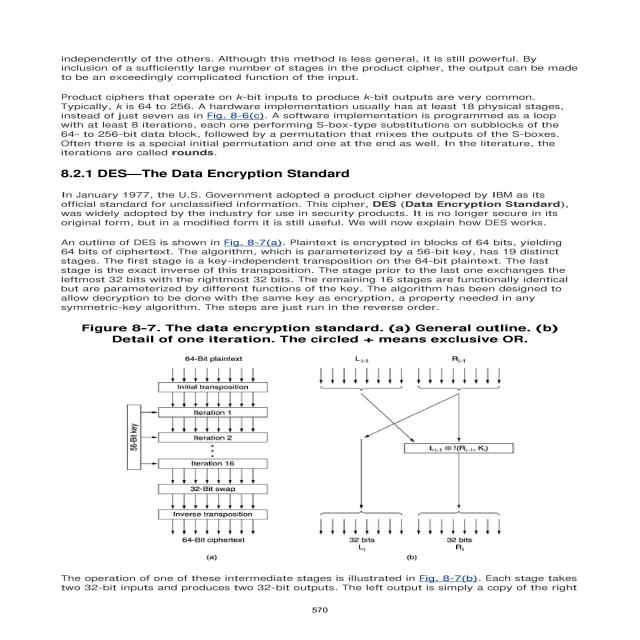 independently of the others. Although this method is less general, it is still powerful. By
inclusion of a sufficiently large number of stages in the product cipher, the output can be made
to be an exceedingly complicated function of the input.
Product ciphers that operate on k-bit inputs to produce k-bit outputs are very common.
Typically, k is 64 to 256. A hardware implementation usually has at least 18 physical stages,
instead of just seven as in Fig. 8-6(c). A software implementation is programmed as a loop
with at least 8 iterations, each one performing S-box-type substitutions on subblocks of the
64- to 256-bit data block, followed by a permutation that mixes the outputs of the S-boxes.
Often there is a special initial permutation and one at the end as well. In the literature, the
iterations are called rounds.
8.2.1 DES—The Data Encryption Standard
In January 1977, the U.S. Government adopted a product cipher developed by IBM as its
official standard for unclassified information. This cipher, DES (Data Encryption Standard),
was widely adopted by the industry for use in security products. It is no longer secure in its
original form, but in a modified form it is still useful. We will now explain how DES works.
An outline of DES is shown in Fig. 8-7(a). Plaintext is encrypted in blocks of 64 bits, yielding
64 bits of ciphertext. The algorithm, which is parameterized by a 56-bit key, has 19 distinct
stages. The first stage is a key-independent transposition on the 64-bit plaintext. The last
stage is the exact inverse of this transposition. The stage prior to the last one exchanges the
leftmost 32 bits with the rightmost 32 bits. The remaining 16 stages are functionally identical
but are parameterized by different functions of the key. The algorithm has been designed to
allow decryption to be done with the same key as encryption, a property needed in any
symmetric-key algorithm. The steps are just run in the reverse order.
Figure 8-7. The data encryption standard. (a) General outline. (b)
Detail of one iteration. The circled + means exclusive OR.
64-Bit plaintext
Initial transposition
56-Bit key
Iteration 1
Iteration 2
Iteration 16
32-Bit swap
Inverse transposition
64-Bit ciphertext
(a)
Li-1
Ri-1
Li-1 ⊕ f(Ri-1, Ki)
32 bits
Li
32 bits
Ri
(b)
The operation of one of these intermediate stages is illustrated in Fig. 8-7(b). Each stage takes
two 32-bit inputs and produces two 32-bit outputs. The left output is simply a copy of the right
570